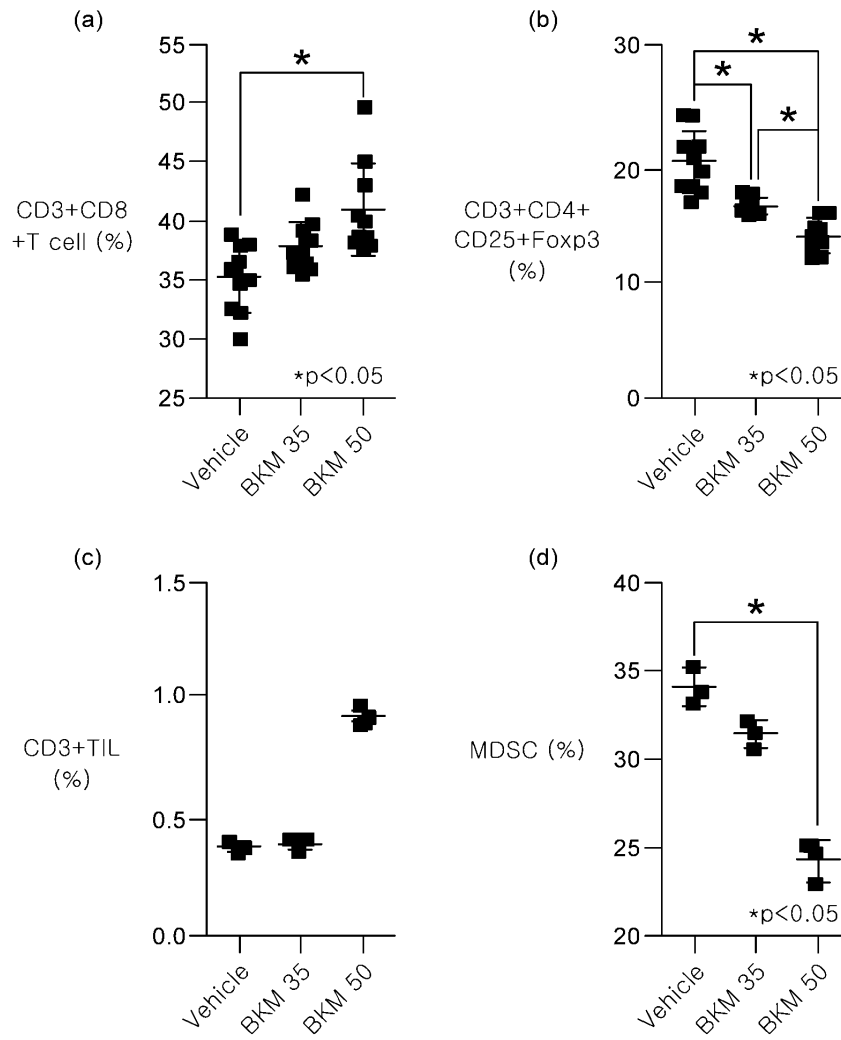 (a)
55
50
45
40
35
30
25
CD3+CD8
+T cell (%)
*
*p<0.05
Vehicle
BKM 35
BKM 50
(b)
30
20
10
0
CD3+CD4+
CD25+Foxp3
(%)
*
*
*
*p<0.05
Vehicle
BKM 35
BKM 50
(c)
1.5
1.0
0.5
0.0
CD3+TIL
(%)
Vehicle
BKM 35
BKM 50
(d)
40
35
30
25
20
MDSC (%)
*
*p<0.05
Vehicle
BKM 35
BKM 50